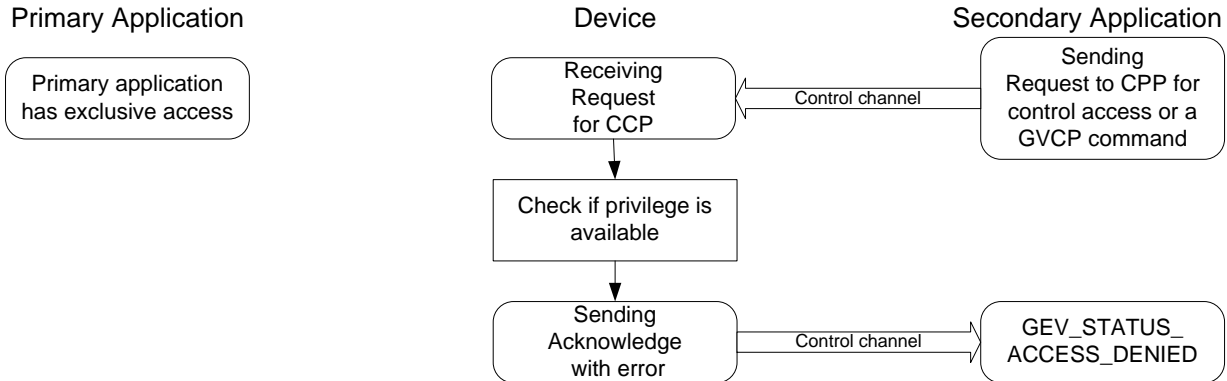 Primary Application
Device
Secondary Application
Primary application
has exclusive access
Receiving
Request
for CCP
Control channel
Sending
Request to CPP for
control access or a
GVCP command
Check if privilege is
available
Sending
Acknowledge
with error
Control channel
GEV_STATUS_
ACCESS_DENIED